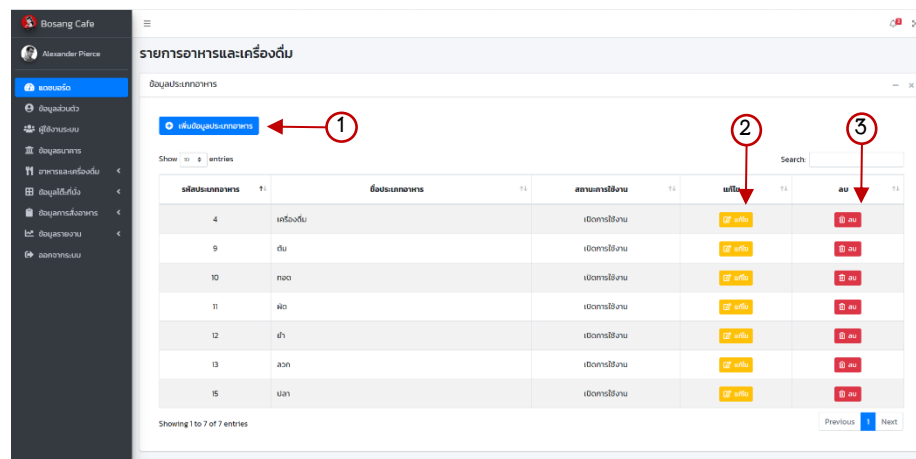 Bosang Cafe
Alexander Pierce
แดชบอร์ด
ข้อมูลส่วนตัว
ผู้ใช้งานระบบ
ข้อมูลธนาคาร
อาหารและเครื่องดื่ม
ข้อมูลโต๊ะที่นั่ง
ข้อมูลการสั่งอาหาร
ข้อมูลรายงาน
ออกจากระบบ
รายการอาหารและเครื่องดื่ม
ข้อมูลประเภทอาหาร
เพิ่มข้อมูลประเภทอาหาร
1
2
3
Show 10 entries
Search:
รหัสประเภทอาหาร ชื่อประเภทอาหาร สถานะการใช้งาน แก้ไข ลบ
4 เครื่องดื่ม เปิดการใช้งาน แก้ไข ลบ
9 ต้ม เปิดการใช้งาน แก้ไข ลบ
10 ทอด เปิดการใช้งาน แก้ไข ลบ
11 ผัด เปิดการใช้งาน แก้ไข ลบ
12 ยำ เปิดการใช้งาน แก้ไข ลบ
13 ลวก เปิดการใช้งาน แก้ไข ลบ
15 ปลา เปิดการใช้งาน แก้ไข ลบ
Showing 1 to 7 of 7 entries
Previous 1 Next